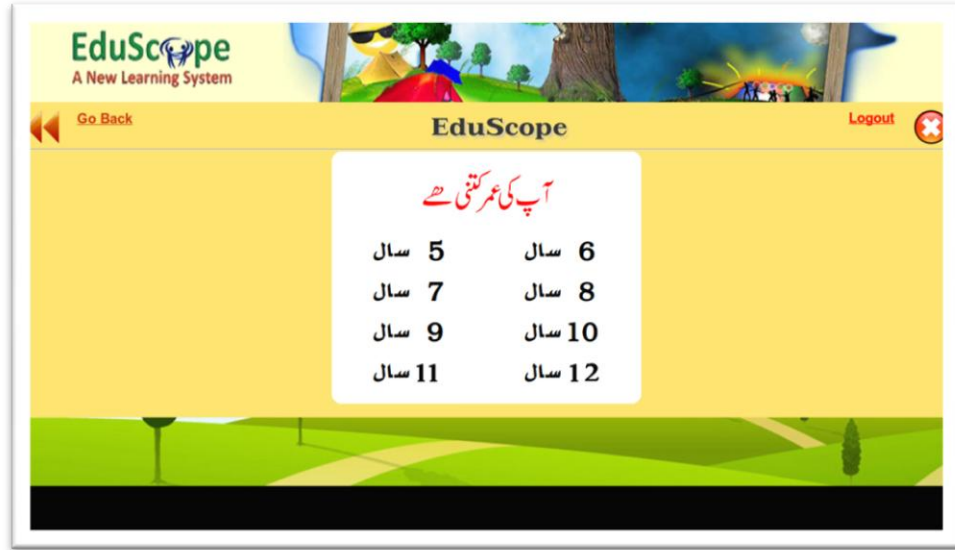 EduScope
A New Learning System
Go Back
EduScope
Logout
آپ کی عمر کتنی ھے
5 سال 6 سال
7 سال 8 سال
9 سال 10 سال
11 سال 12 سال